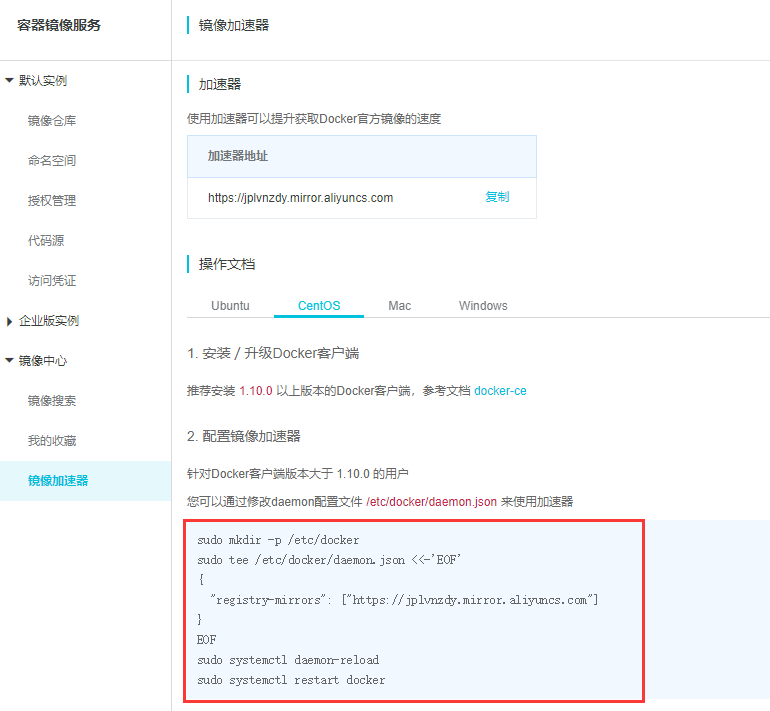 容器镜像服务
默认实例
镜像仓库
命名空间
授权管理
代码源
访问凭证
企业版实例
镜像中心
镜像搜索
我的收藏
镜像加速器
镜像加速器
加速器
使用加速器可以提升获取Docker官方镜像的速度
加速器地址
https://jplvnzdy.mirror.aliyuncs.com 复制
操作文档
Ubuntu CentOS Mac Windows
1. 安装 / 升级Docker客户端
推荐安装 1.10.0 以上版本的Docker客户端，参考文档 docker-ce
2. 配置镜像加速器
针对Docker客户端版本大于 1.10.0 的用户
您可以通过修改daemon配置文件 /etc/docker/daemon.json 来使用加速器
sudo mkdir -p /etc/docker
sudo tee /etc/docker/daemon.json <<-'EOF'
{
  "registry-mirrors": ["https://jplvnzdy.mirror.aliyuncs.com"]
}
EOF
sudo systemctl daemon-reload
sudo systemctl restart docker